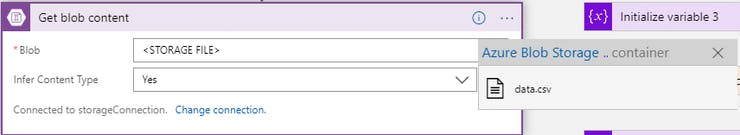 Get blob content
Initialize variable 3
* Blob
<STORAGE FILE>
Azure Blob Storage .. container
Infer Content Type
Yes
data.csv
Connected to storageConnection. Change connection.